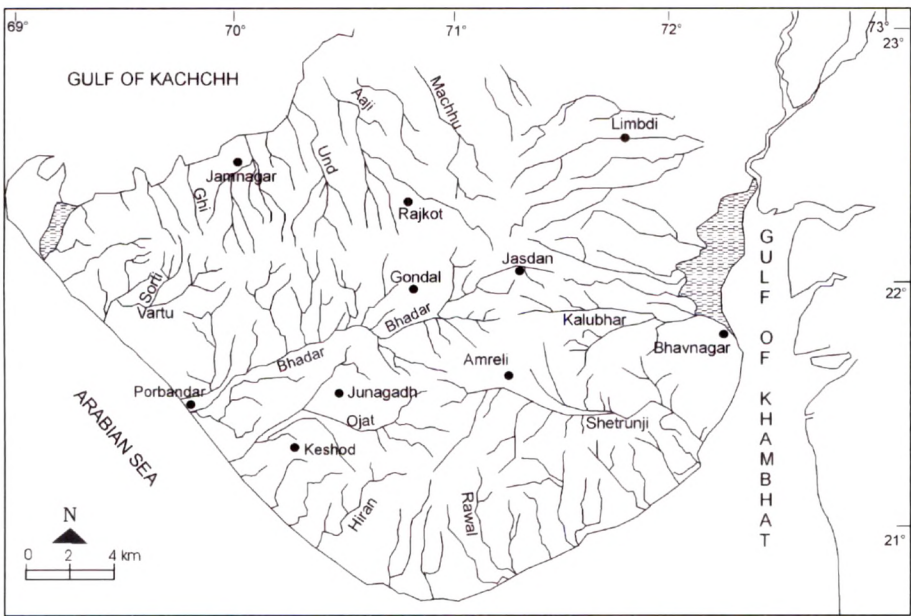 69°
70°
71°
72°
73°
23°
GULF OF KACHCHH
Aaji
Machhu
Limbdi
Und
Jamnagar
Ghi
Rajkot
GULF OF KHAMBHAT
Jasdan
Sorti
Gondal
22°
Vartu
Bhadar
Kalubhar
Bhavnagar
Bhadar
Amreli
Porbandar
Junagadh
ARABIAN SEA
Ojat
Shetrunji
Keshod
Hiran
Rawal
N
21°
0 2 4 km